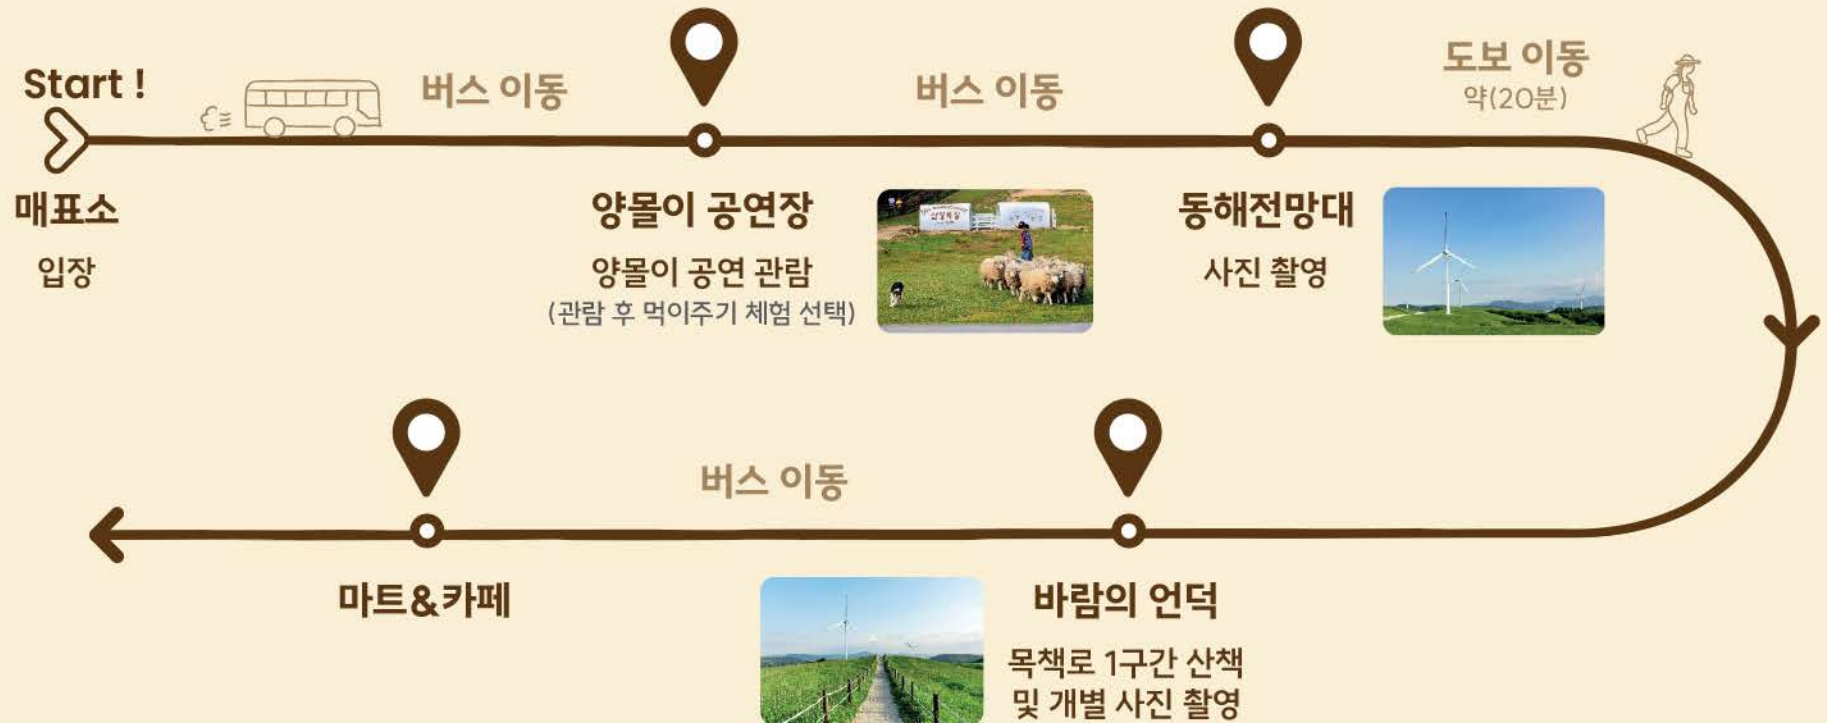 Start !
버스 이동
버스 이동
도보 이동
약(20분)
매표소
입장
양몰이 공연장
양몰이 공연 관람
(관람 후 먹이주기 체험 선택)
동해전망대
사진 촬영
버스 이동
마트&카페
바람의 언덕
목책로 1구간 산책
및 개별 사진 촬영